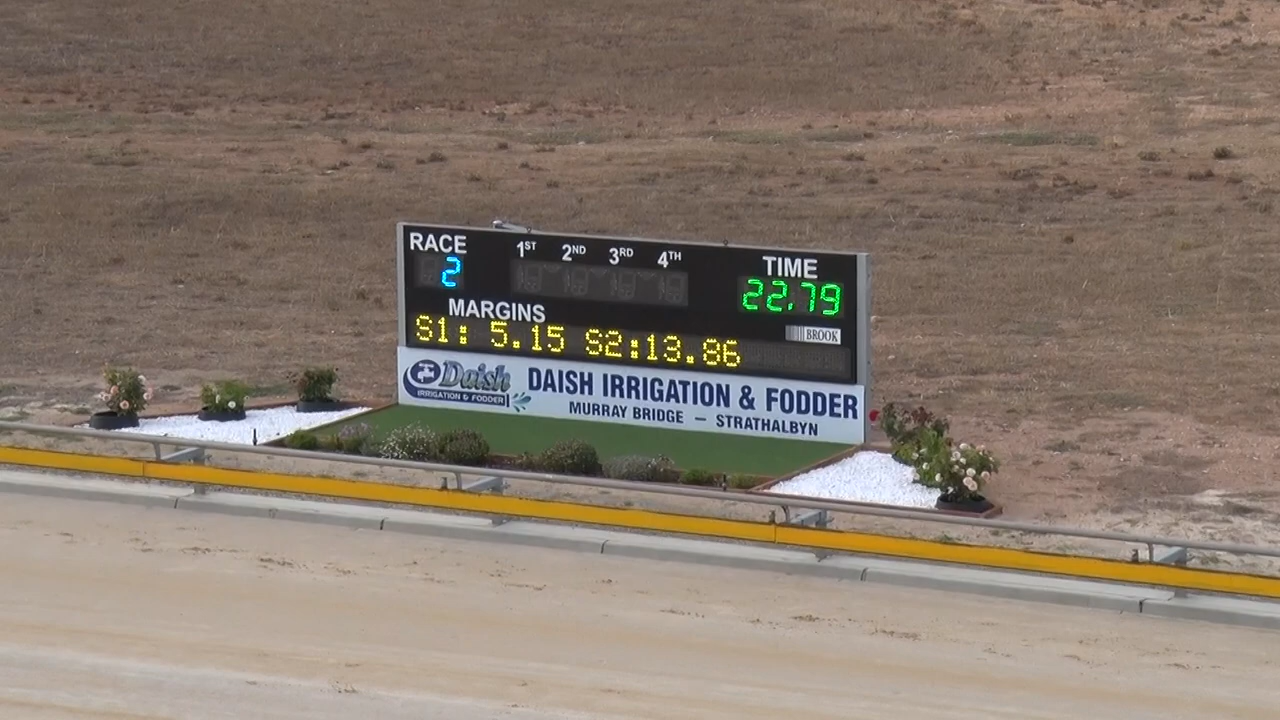 RACE 1ST 2ND 3RD 4TH TIME
2 22.79
MARGINS
BROOK
S1: 5.15 S2:13.86
Daish
IRRIGATION & FODDER
DAISH IRRIGATION & FODDER
MURRAY BRIDGE — STRATHALBYN